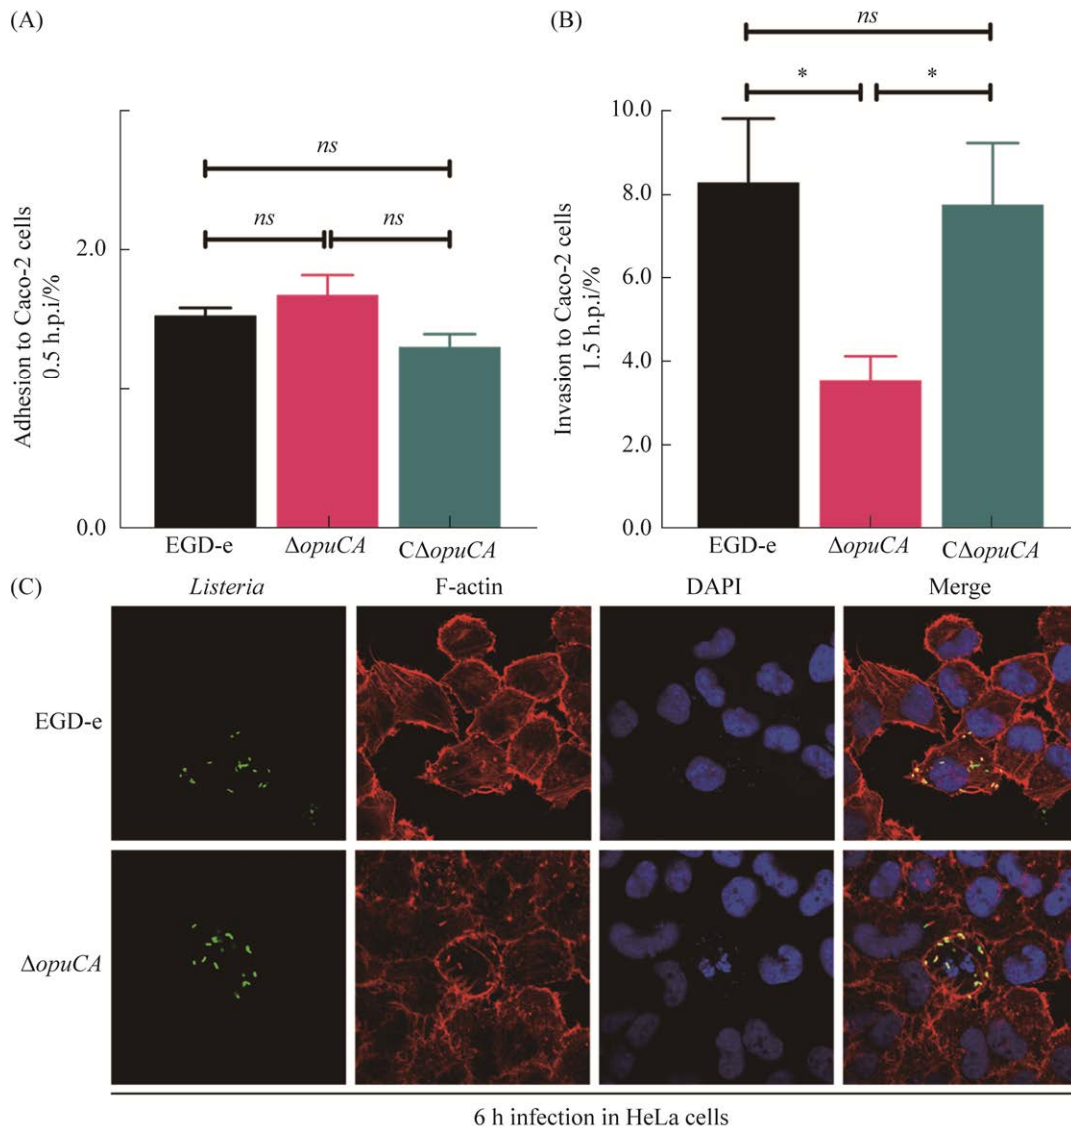 (A)
ns
ns
ns
2.0
0.0
Adhesion to Caco-2 cells
0.5 h.p.i/%
EGD-e
ΔopuCA
CΔopuCA
(B)
ns
*
*
10.0
8.0
6.0
4.0
2.0
0.0
Invasion to Caco-2 cells
1.5 h.p.i/%
EGD-e
ΔopuCA
CΔopuCA
(C)
Listeria
F-actin
DAPI
Merge
EGD-e
ΔopuCA
6 h infection in HeLa cells